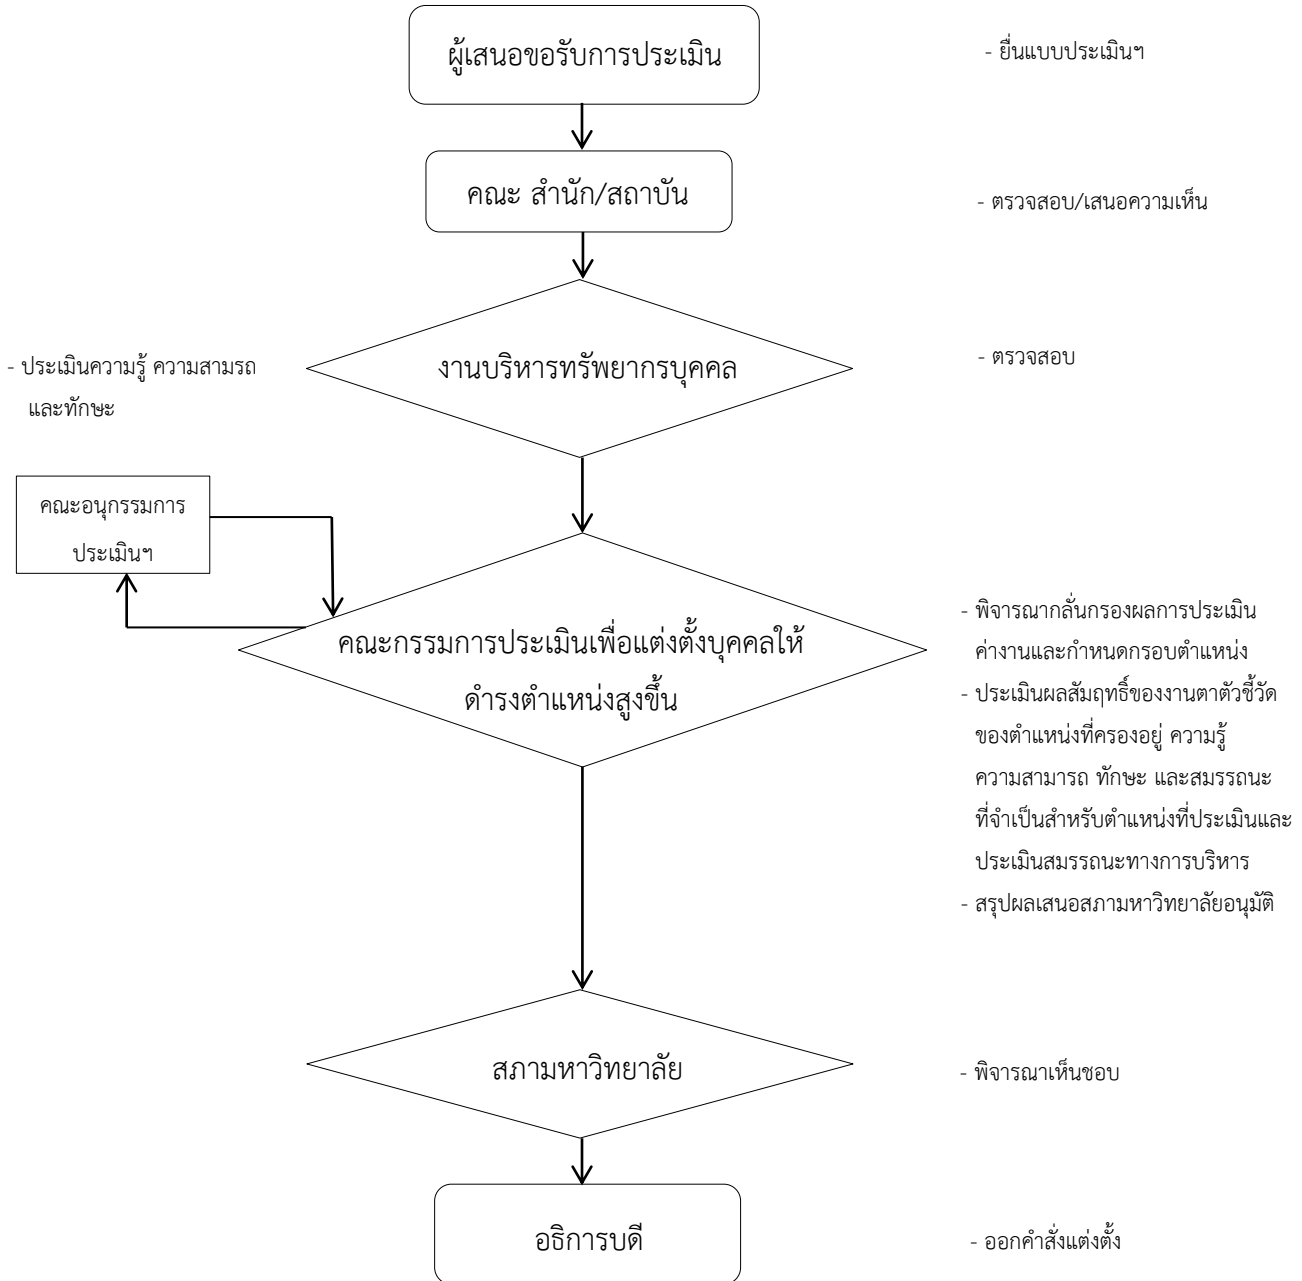 ผู้เสนอขอรับการประเมิน
- ยื่นแบบประเมินฯ
คณะ สำนัก/สถาบัน
- ตรวจสอบ/เสนอความเห็น
- ประเมินความรู้ ความสามรถ
และทักษะ
งานบริหารทรัพยากรบุคคล
- ตรวจสอบ
คณะอนุกรรมการ
ประเมินฯ
คณะกรรมการประเมินเพื่อแต่งตั้งบุคคลให้
ดำรงตำแหน่งสูงขึ้น
- พิจารณากลั่นกรองผลการประเมิน
ค่างานและกำหนดกรอบตำแหน่ง
- ประเมินผลสัมฤทธิ์ของงานตาตัวชี้วัด
ของตำแหน่งที่ครองอยู่ ความรู้
ความสามารถ ทักษะ และสมรรถนะ
ที่จำเป็นสำหรับตำแหน่งที่ประเมินและ
ประเมินสมรรถนะทางการบริหาร
- สรุปผลเสนอสภามหาวิทยาลัยอนุมัติ
สภามหาวิทยาลัย
- พิจารณาเห็นชอบ
อธิการบดี
- ออกคำสั่งแต่งตั้ง